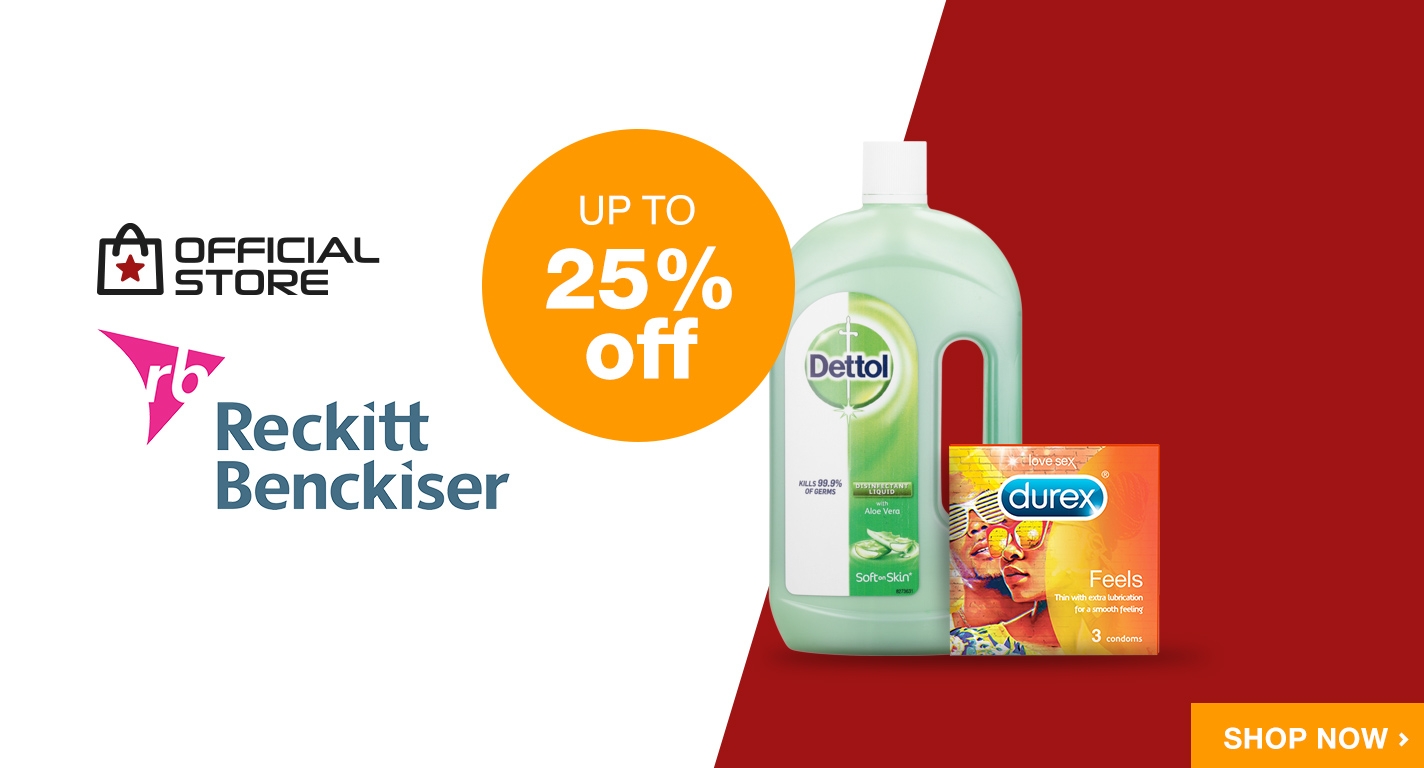 OFFICIAL
STORE
rb
Reckitt
Benckiser
UP TO
25%
off
Dettol
KILLS 99.9%
OF GERMS
DISINFECTANT
LIQUID
with
Aloe Vera
Soft on Skin
love sex
durex®
Feels
Thin with extra lubrication
for a smooth feeling
3 condoms
SHOP NOW ›